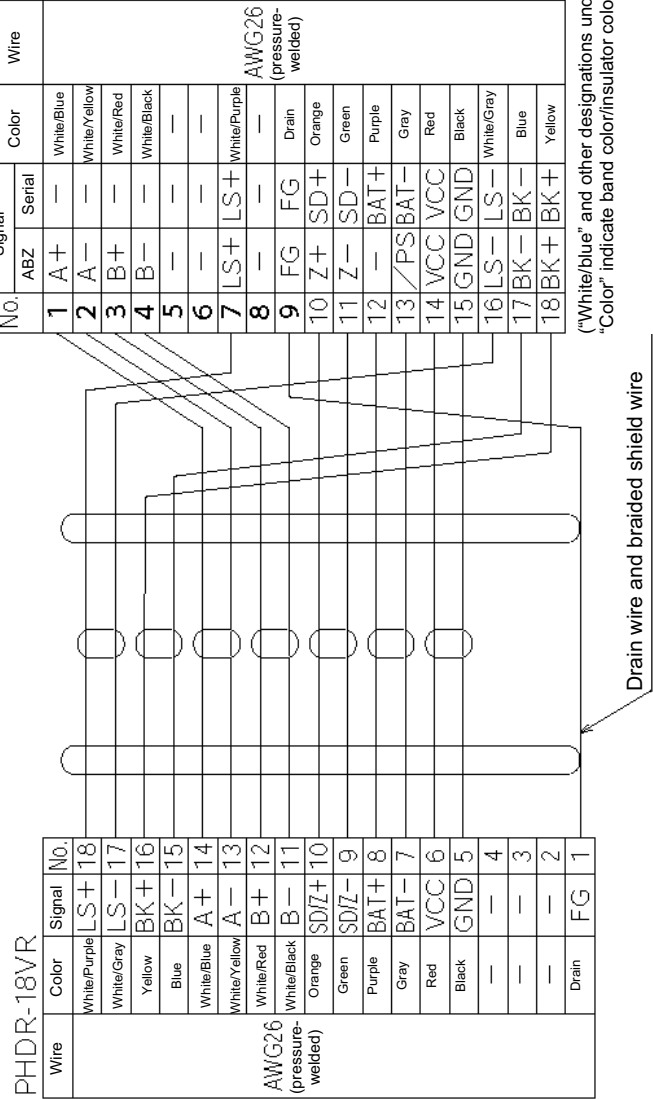 PHDR-18VR
Wire Color Signal No.
AWG26
(pressure-
welded)
White/Purple LS+ 18
White/Gray LS- 17
Yellow BK+ 16
Blue BK- 15
White/Blue A+ 14
White/Yellow A- 13
White/Red B+ 12
White/Black B- 11
Orange SD/Z+ 10
Green SD/Z- 9
Purple BAT+ 8
Gray BAT- 7
Red VCC 6
Black GND 5
— — 4
— — 3
— — 2
Drain FG 1
Drain wire and braided shield wire
No. Signal Color Wire
ABZ Serial
1 A+ — White/Blue
2 A- — White/Yellow
3 B+ — White/Red
4 B- — White/Black
5 — — —
6 — — —
7 LS+ LS+ White/Purple
8 — — —
9 FG FG Drain
10 Z+ SD+ Orange
11 Z- SD- Green
12 — BAT+ Purple
13 /PS BAT- Gray
14 VCC VCC Red
15 GND GND Black
16 LS- LS- White/Gray
17 BK- BK- Blue
18 BK+ BK+ Yellow
AWG26
(pressure-
welded)
("White/blue" and other designations
"Color" indicate band color/insulator